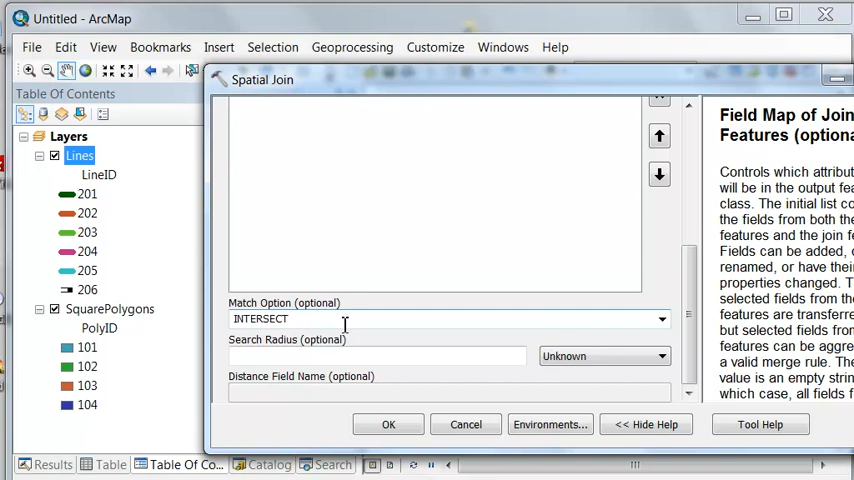 Untitled - ArcMap
File Edit View Bookmarks Insert Selection Geoprocessing Customize Windows Help
Table Of Contents
Layers
Lines
LineID
201
202
203
204
205
206
SquarePolygons
PolyID
101
102
103
104
Results Table Table Of Co... Catalog Search
Spatial Join
Match Option (optional)
INTERSECT
Search Radius (optional)
Unknown
Distance Field Name (optional)
OK Cancel Environments... << Hide Help Tool Help
Field Map of Join
Features (optiona
Controls which attribut
will be in the output fea
class. The initial list co
the fields from both the
features and the join fe
Fields can be added, d
renamed, or have their
properties changed. T
selected fields from the
features are transferre
but selected fields from
features can be aggre
a valid merge rule. The
value is an empty strin
which case, all fields f